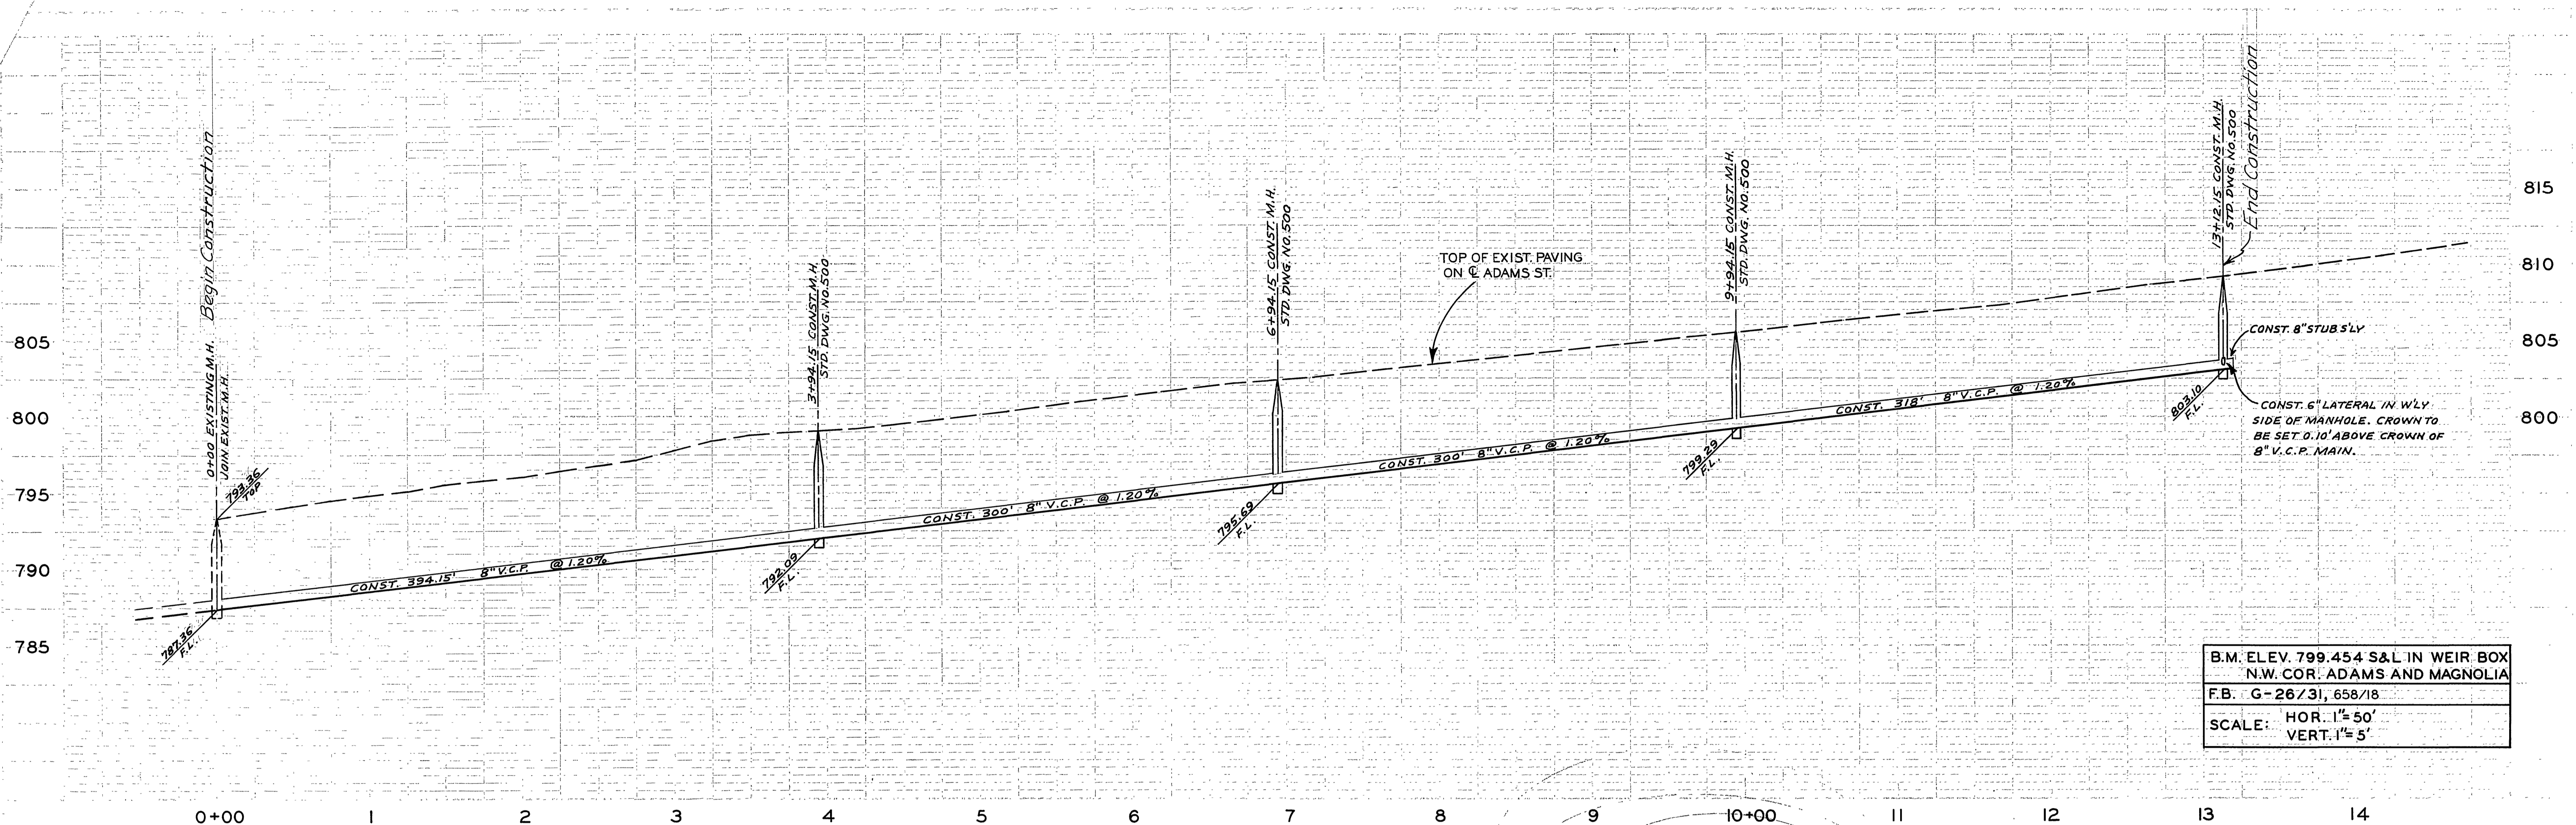 0+00 EXISTING M.H. Begin Construction
JOIN EXIST. M.H.
793.36
TOP
787.36
F.L.
CONST. 394.15' 8" V.C.P. @ 1.20%
3+94.15 CONST. M.H.
STD. DWG. No. 500
792.09
F.L.
CONST. 300' 8" V.C.P. @ 1.20%
6+94.15 CONST. M.H.
STD. DWG. No. 500
795.69
F.L.
CONST. 300' 8" V.C.P. @ 1.20%
TOP OF EXIST. PAVING
ON ℄ ADAMS ST.
9+94.15 CONST. M.H.
STD. DWG. No. 500
799.29
F.L.
CONST. 318' 8" V.C.P. @ 1.20%
13+12.15 CONST. M.H.
STD. DWG. No. 500
End Construction
803.10
F.L.
CONST. 8" STUB S'LY
CONST. 6" LATERAL IN W'LY
SIDE OF MANHOLE. CROWN TO
BE SET 0.10' ABOVE CROWN OF
8" V.C.P. MAIN.
805
800
795
790
785
815
810
805
800
B.M. ELEV. 799.454 S&L IN WEIR BOX
N.W. COR. ADAMS AND MAGNOLIA
F.B. G-26/31, 658/18
SCALE: HOR. 1"=50'
VERT. 1"=5'
0+00 1 2 3 4 5 6 7 8 9 10+00 11 12 13 14